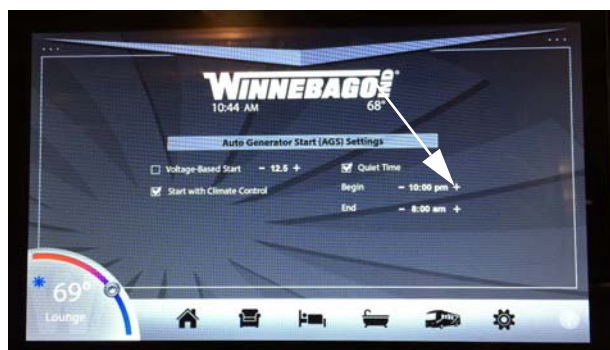 WINNEBAGO IND
10:44 AM 68°
Auto Generator Start (AGS) Settings
Voltage-Based Start − 12.5 + Quiet Time
Start with Climate Control Begin − 10:00 pm +
End − 8:00 am +
69°
Lounge